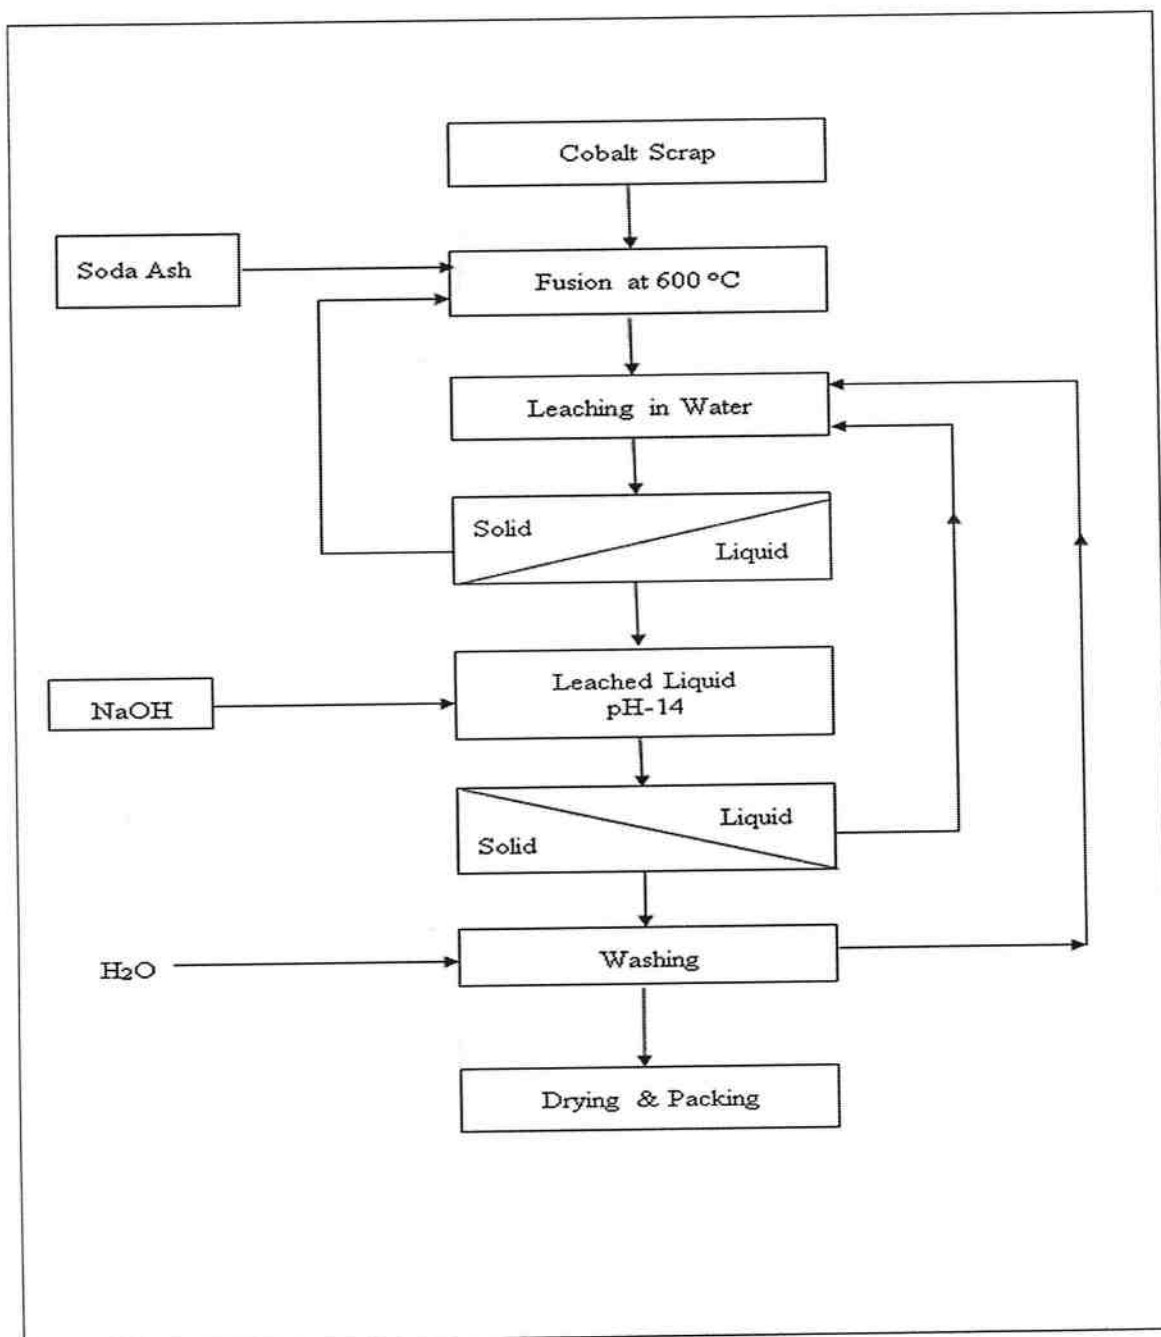 Cobalt Scrap
Soda Ash
Fusion at 600 °C
Leaching in Water
Solid
Liquid
Leached Liquid
pH-14
NaOH
Liquid
Solid
Washing
H₂O
Drying & Packing